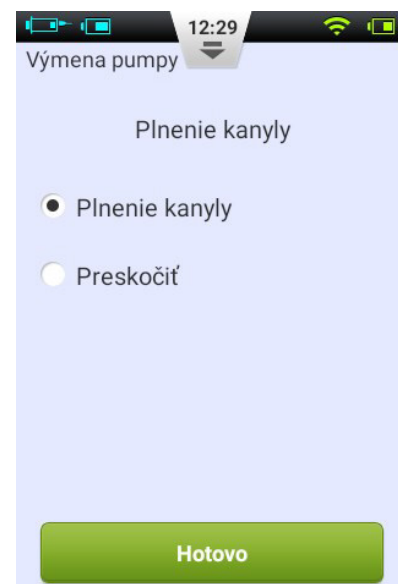 12:29
Výmena pumpy
Plnenie kanyly
Plnenie kanyly
Preskočiť
Hotovo